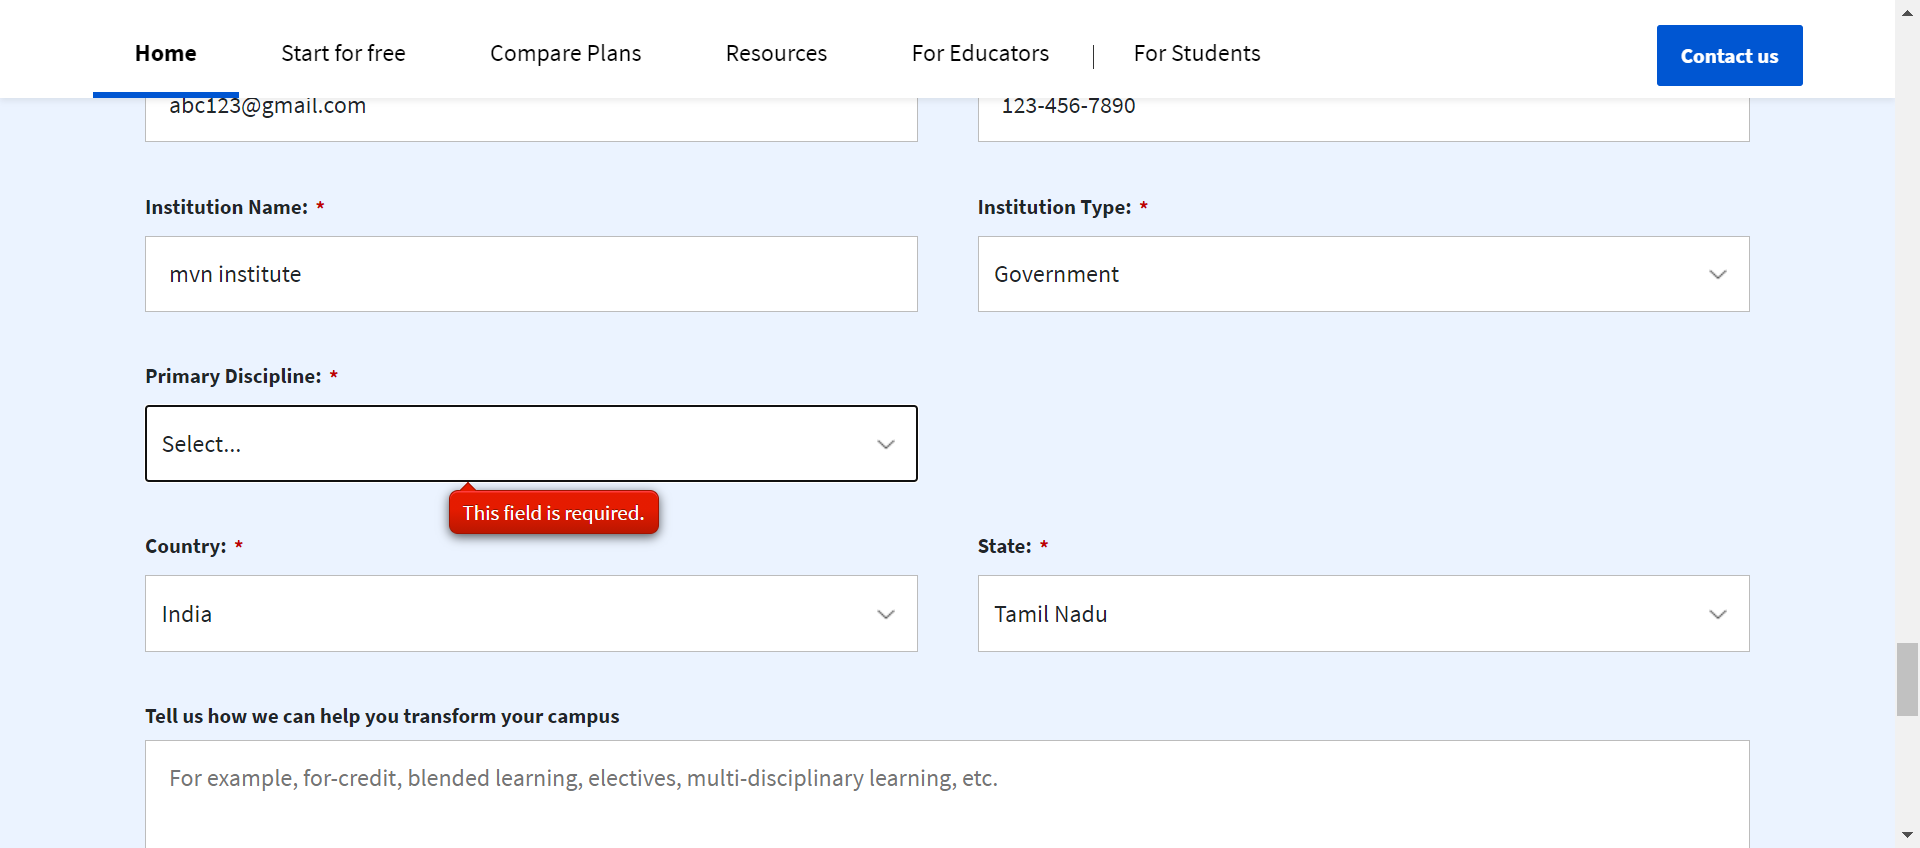 Home Start for free Compare Plans Resources For Educators | For Students Contact us
abc123@gmail.com 123-456-7890
Institution Name: * Institution Type: *
mvn institute Government
Primary Discipline: *
Select...
This field is required.
Country: * State: *
India Tamil Nadu
Tell us how we can help you transform your campus
For example, for-credit, blended learning, electives, multi-disciplinary learning, etc.